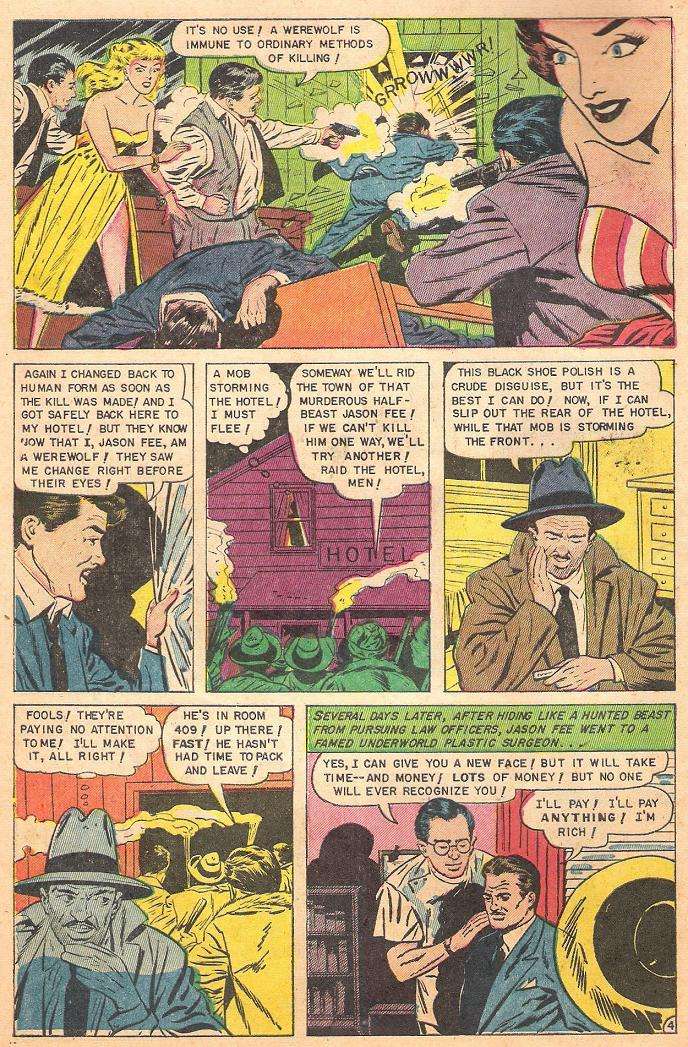 IT'S NO USE! A WEREWOLF IS
IMMUNE TO ORDINARY METHODS
OF KILLING!
GRROWWWWR!
AGAIN I CHANGED BACK TO
HUMAN FORM AS SOON AS
THE KILL WAS MADE! AND I
GOT SAFELY BACK HERE TO
MY HOTEL! BUT THEY KNOW
NOW THAT I, JASON FEE, AM
A WEREWOLF! THEY SAW
ME CHANGE RIGHT BEFORE
THEIR EYES!
A MOB
STORMING
THE HOTEL!
I MUST
FLEE!
SOMEWAY WE'LL RID
THE TOWN OF THAT
MURDEROUS HALF-
BEAST JASON FEE!
IF WE CAN'T KILL
HIM ONE WAY, WE'LL
TRY ANOTHER!
RAID THE HOTEL,
MEN!
HOTEL
THIS BLACK SHOE POLISH IS A
CRUDE DISGUISE, BUT IT'S THE
BEST I CAN DO! NOW, IF I CAN
SLIP OUT THE REAR OF THE HOTEL,
WHILE THAT MOB IS STORMING
THE FRONT...
FOOLS! THEY'RE
PAYING NO ATTENTION
TO ME! I'LL MAKE
IT, ALL RIGHT!
HE'S IN ROOM
409! UP THERE!
FAST! HE HASN'T
HAD TIME TO PACK
AND LEAVE!
SEVERAL DAYS LATER, AFTER HIDING LIKE A HUNTED BEAST
FROM PURSUING LAW OFFICERS, JASON FEE WENT TO A
FAMED UNDERWORLD PLASTIC SURGEON...
YES, I CAN GIVE YOU A NEW FACE! BUT IT WILL TAKE
TIME--AND MONEY! LOTS OF MONEY! BUT NO ONE
WILL EVER RECOGNIZE YOU!
I'LL PAY! I'LL PAY
ANYTHING! I'M
RICH!
4